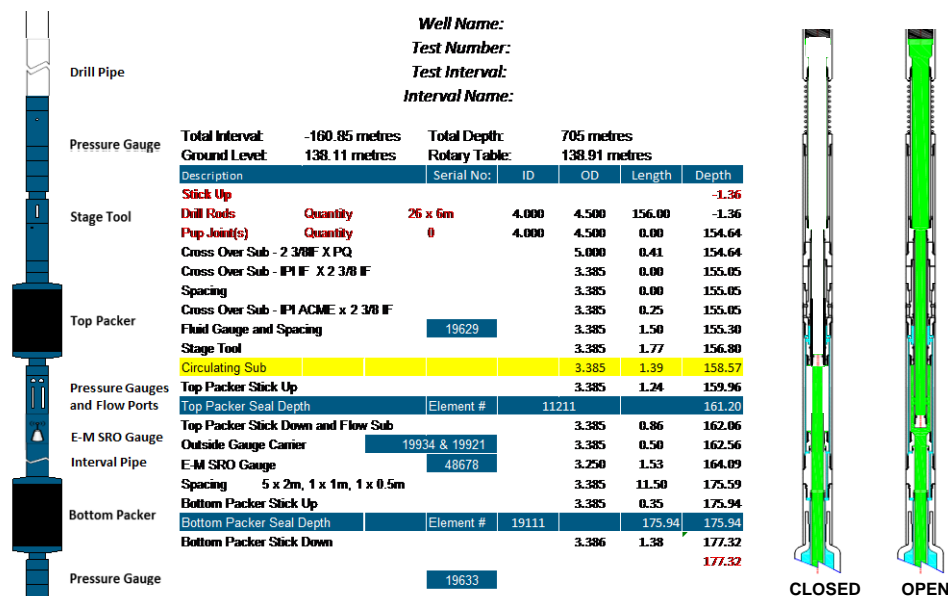 Well Name:
Test Number:
Test Interval:
Interval Name:
Drill Pipe
Pressure Gauge
Stage Tool
Top Packer
Pressure Gauges
and Flow Ports
E-M SRO Gauge
Interval Pipe
Bottom Packer
Pressure Gauge
Total Interval: -160.85 metres Total Depth: 705 metres
Ground Level: 138.11 metres Rotary Table: 138.91 metres
Description Serial No: ID OD Length Depth
Stick Up -1.36
Drill Rods Quantity 26 x 6m 4.000 4.500 156.00 -1.36
Pup Joint(s) Quantity 0 4.000 4.500 0.00 154.64
Cross Over Sub - 2 3/8IF X PQ 5.000 0.41 154.64
Cross Over Sub - IPI IF X 2 3/8 IF 3.385 0.00 155.05
Spacing 3.385 0.00 155.05
Cross Over Sub - IPI ACME x 2 3/8 IF 3.385 0.25 155.05
Fluid Gauge and Spacing 19629 3.385 1.50 155.30
Stage Tool 3.385 1.77 156.80
Circulating Sub 3.385 1.39 158.57
Top Packer Stick Up 3.385 1.24 159.96
Top Packer Seal Depth Element # 11211 161.20
Top Packer Stick Down and Flow Sub 3.385 0.86 162.06
Outside Gauge Carrier 19934 & 19921 3.385 0.50 162.56
E-M SRO Gauge 48678 3.250 1.53 164.09
Spacing 5 x 2m, 1 x 1m, 1 x 0.5m 3.385 11.50 175.59
Bottom Packer Stick Up 3.385 0.35 175.94
Bottom Packer Seal Depth Element # 19111 175.94 175.94
Bottom Packer Stick Down 3.386 1.38 177.32
177.32
19633
CLOSED
OPEN